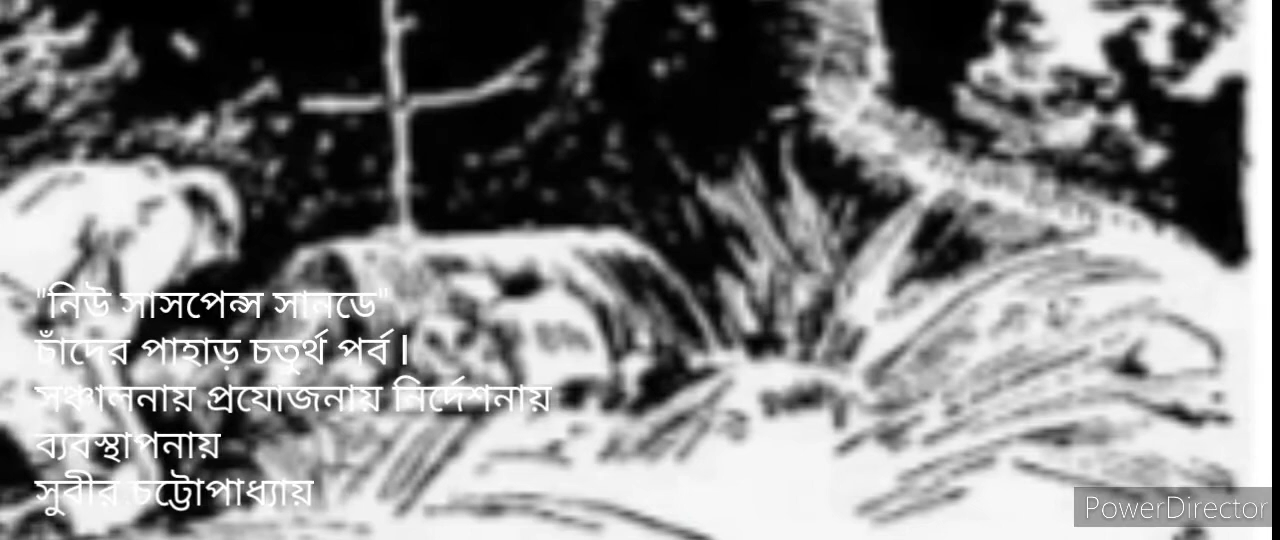 "নিউ সাসপেন্স সানডে"
চাঁদের পাহাড় চতুর্থ পর্ব l
সঞ্চালনায় প্রযোজনায় নির্দেশনায়
ব্যবস্থাপনায়
সুবীর চট্টোপাধ্যায়
PowerDirector